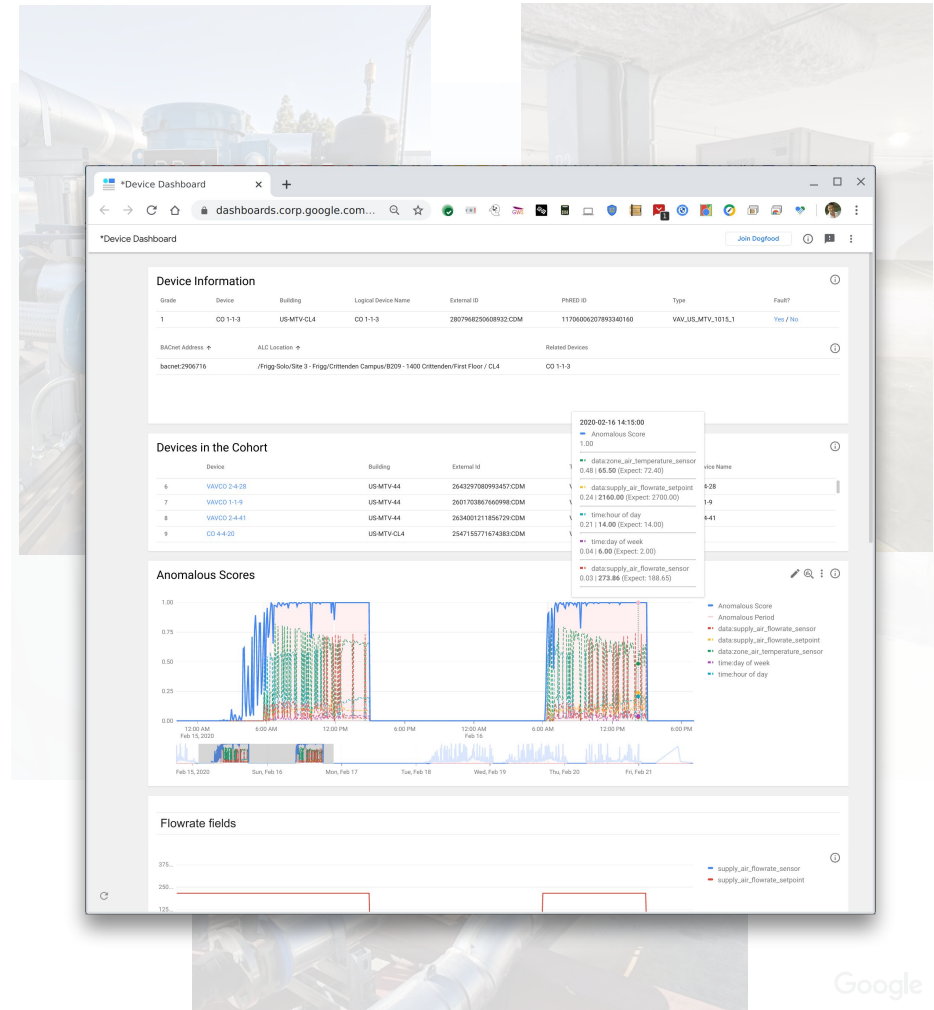 *Device Dashboard
dashboards.corp.google.com...
1
*Device Dashboard
Join Dogfood
Device Information
Grade Device Building Logical Device Name External ID PhRED ID Type Fault?
1 CO 1-1-3 US-MTV-CL4 CO 1-1-3 2807968250608932:CDM 11706006207893340160 VAV_US_MTV_1015_1 Yes / No
BACnet Address ALC Location Related Devices
bacnet:2906716 /Frigg-Solo/Site 3 - Frigg/Crittenden Campus/B209 - 1400 Crittenden/First Floor / CL4 CO 1-1-3
Devices in the Cohort
Device Building External Id T vice Name
6 VAVCO 2-4-28 US-MTV-44 2643297080993457:CDM V 4-28
7 VAVCO 1-1-9 US-MTV-44 2601703867660998:CDM V 1-9
8 VAVCO 2-4-41 US-MTV-44 2634001211856729:CDM V 4-41
9 CO 4-4-20 US-MTV-CL4 2547155771674383:CDM V
2020-02-16 14:15:00
Anomalous Score
1.00
data:zone_air_temperature_sensor
0.48 | 65.50 (Expect: 72.40)
data:supply_air_flowrate_setpoint
0.24 | 2160.00 (Expect: 2700.00)
time:hour of day
0.21 | 14.00 (Expect: 14.00)
time:day of week
0.04 | 6.00 (Expect: 2.00)
data:supply_air_flowrate_sensor
0.03 | 273.86 (Expect: 188.65)
Anomalous Scores
1.00
0.75
0.50
0.25
0.00
12:00 AM 6:00 AM 12:00 PM 6:00 PM 12:00 AM 6:00 AM 12:00 PM 6:00 PM
Feb 15, 2020 Feb 16
Feb 15, 2020 Sun, Feb 16 Mon, Feb 17 Tue, Feb 18 Wed, Feb 19 Thu, Feb 20 Fri, Feb 21
Anomalous Score
Anomalous Period
data:supply_air_flowrate_sensor
data:supply_air_flowrate_setpoint
data:zone_air_temperature_sensor
time:day of week
time:hour of day
Flowrate fields
375...
250...
125...
supply_air_flowrate_sensor
supply_air_flowrate_setpoint
Google